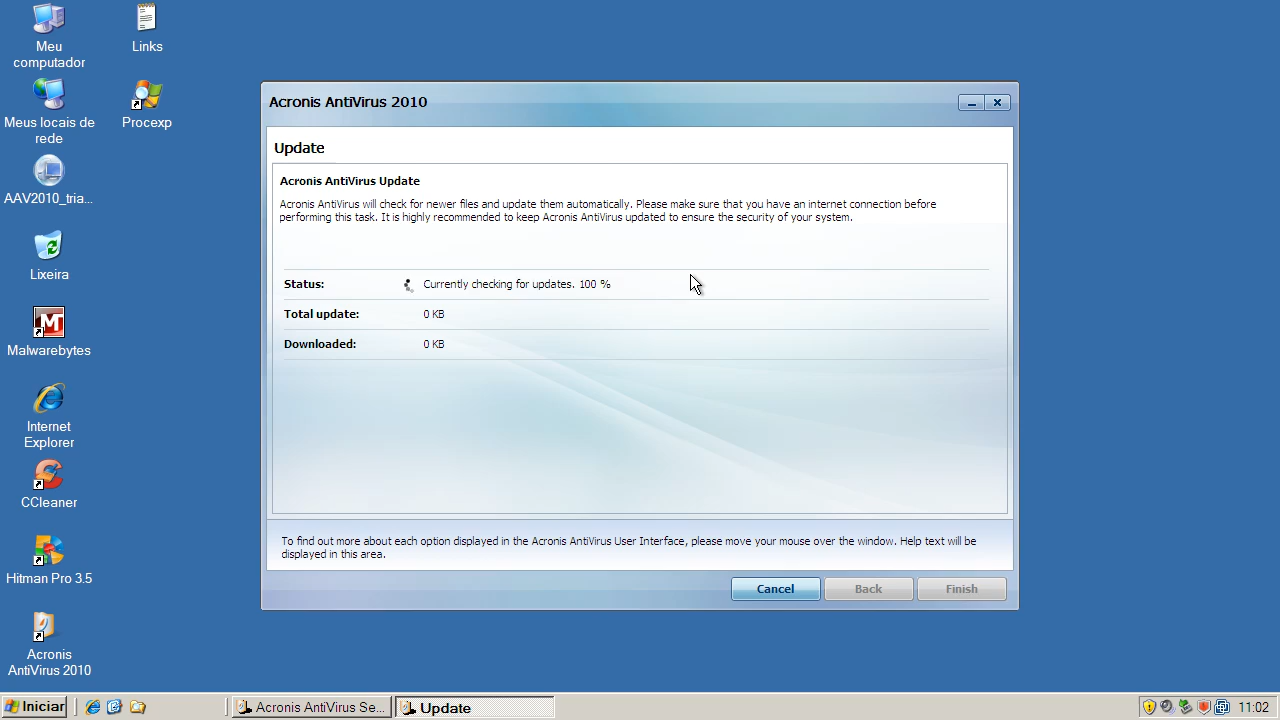 Meu
computador
Links
Meus locais de
rede
Procexp
AAV2010_tria...
Lixeira
Malwarebytes
Internet
Explorer
CCleaner
Hitman Pro 3.5
Acronis
AntiVirus 2010
Acronis AntiVirus 2010
Update
Acronis AntiVirus Update
Acronis AntiVirus will check for newer files and update them automatically. Please make sure that you have an internet connection before
performing this task. It is highly recommended to keep Acronis AntiVirus updated to ensure the security of your system.
Status: Currently checking for updates. 100 %
Total update: 0 KB
Downloaded: 0 KB
To find out more about each option displayed in the Acronis AntiVirus User Interface, please move your mouse over the window. Help text will be
displayed in this area.
Cancel Back Finish
Iniciar Acronis AntiVirus Se... Update 11:02